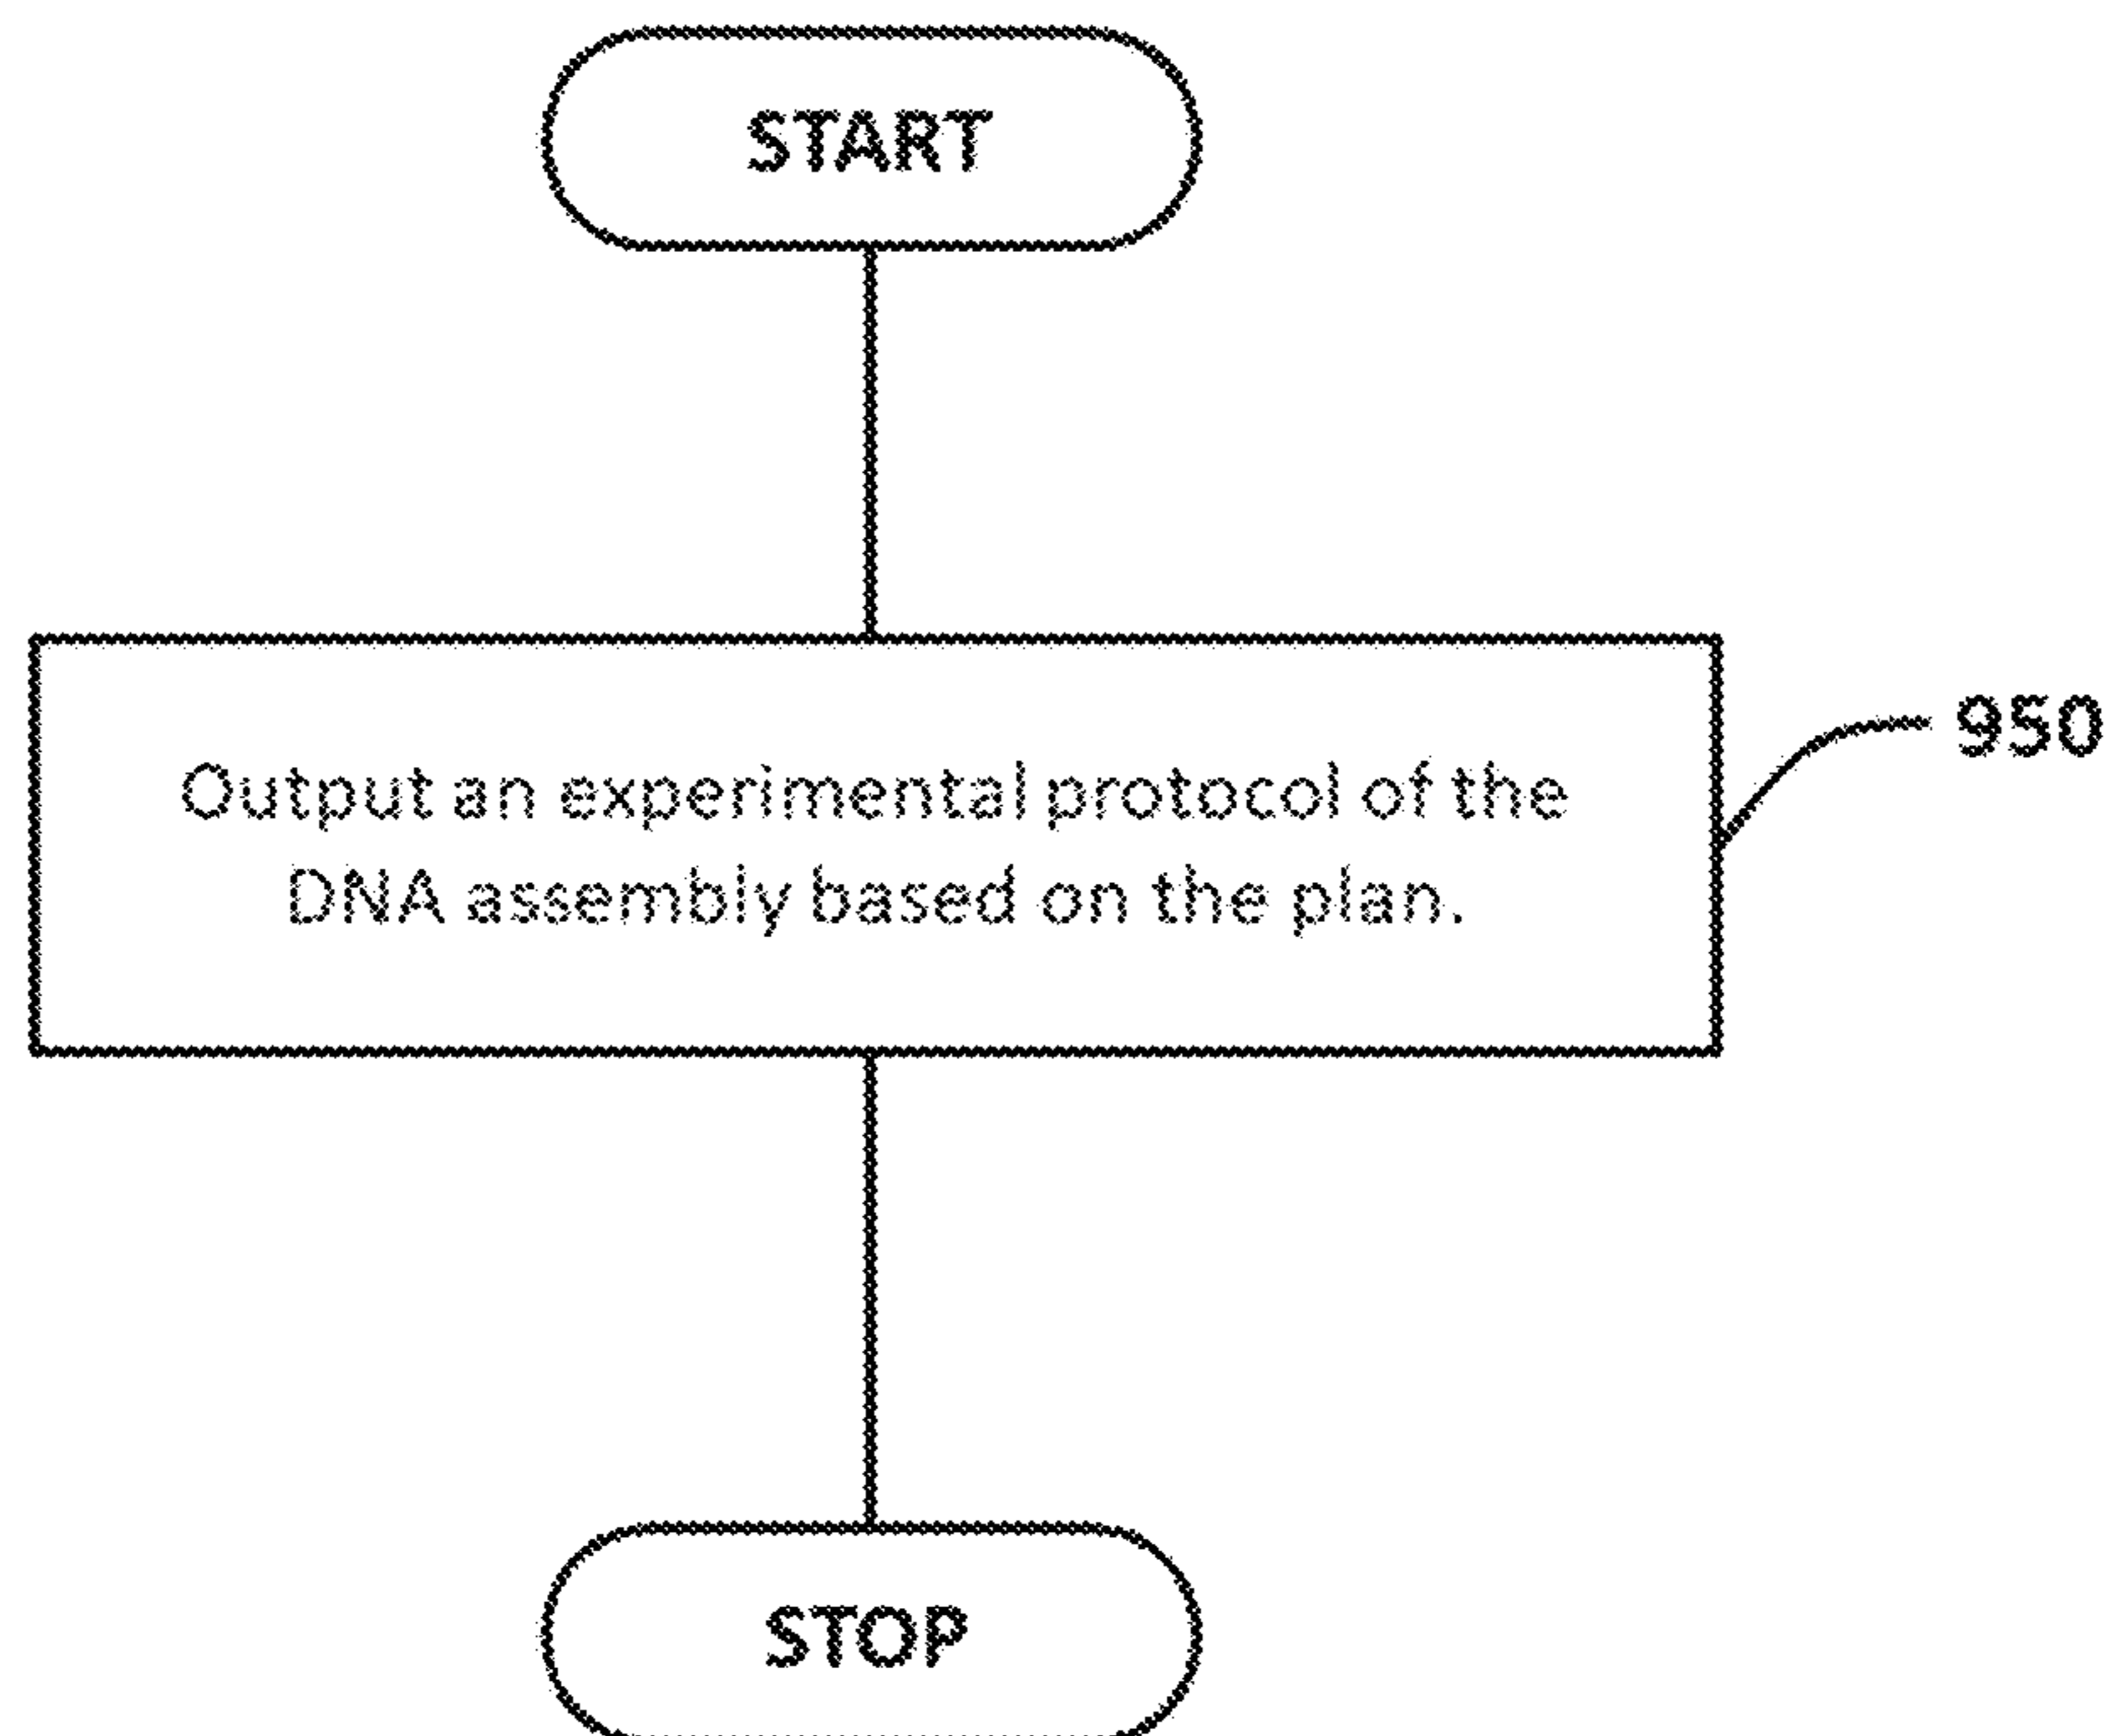 START
950
Output an experimental protocol of the
DNA assembly based on the plan.
STOP